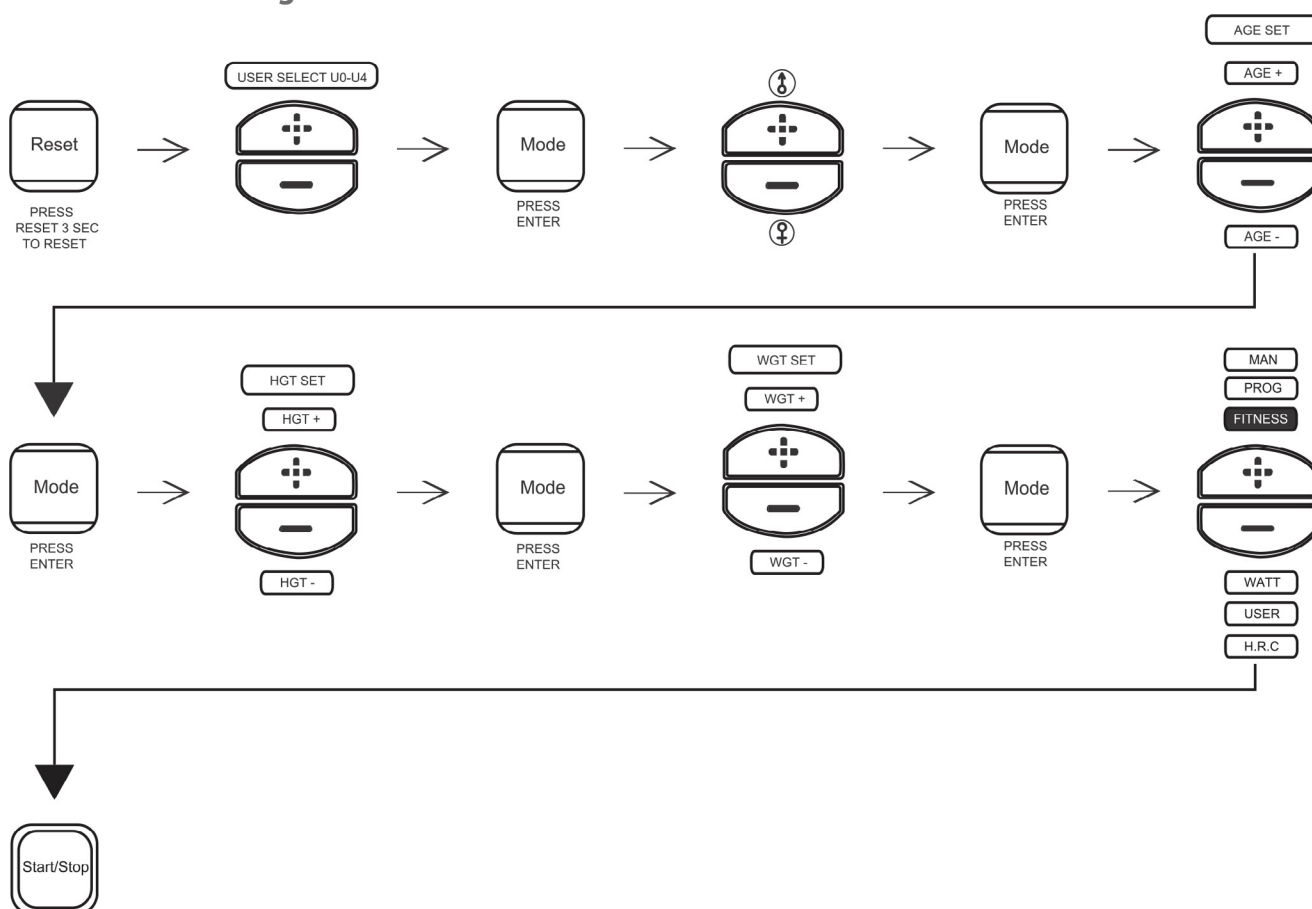 USER SELECT U0-U4
AGE SET
AGE +
Reset
Mode
Mode
PRESS
RESET 3 SEC
TO RESET
PRESS
ENTER
PRESS
ENTER
AGE -
HGT SET
HGT +
WGT SET
WGT +
MAN
PROG
FITNESS
Mode
Mode
Mode
PRESS
ENTER
HGT -
PRESS
ENTER
WGT -
PRESS
ENTER
WATT
USER
H.R.C
Start/Stop